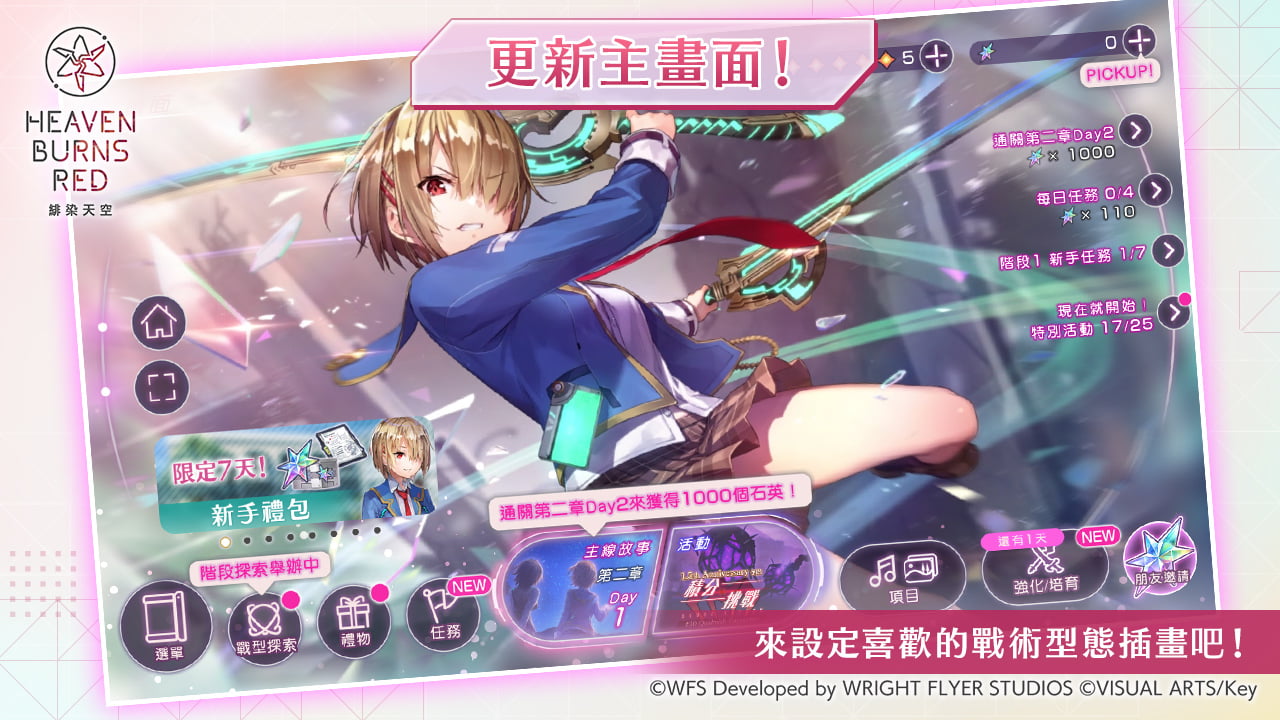 更新主畫面！
HEAVEN
BURNS
RED
緋染天空
5
0
PICKUP!
通關第二章Day2
× 1000
每日任務 0/4
× 110
階段1 新手任務 1/7
現在就開始！
特別活動 17/25
限定7天！
新手禮包
通關第二章Day2來獲得1000個石英！
主線故事
第二章
Day
1
活動
1.5th Anniversary
積分 挑戰
階段探索舉辦中
選單
戰型探索
禮物
NEW
任務
項目
還有1天
NEW
強化/培育
朋友邀請
來設定喜歡的戰術型態插畫吧！
©WFS Developed by WRIGHT FLYER STUDIOS ©VISUAL ARTS/Key